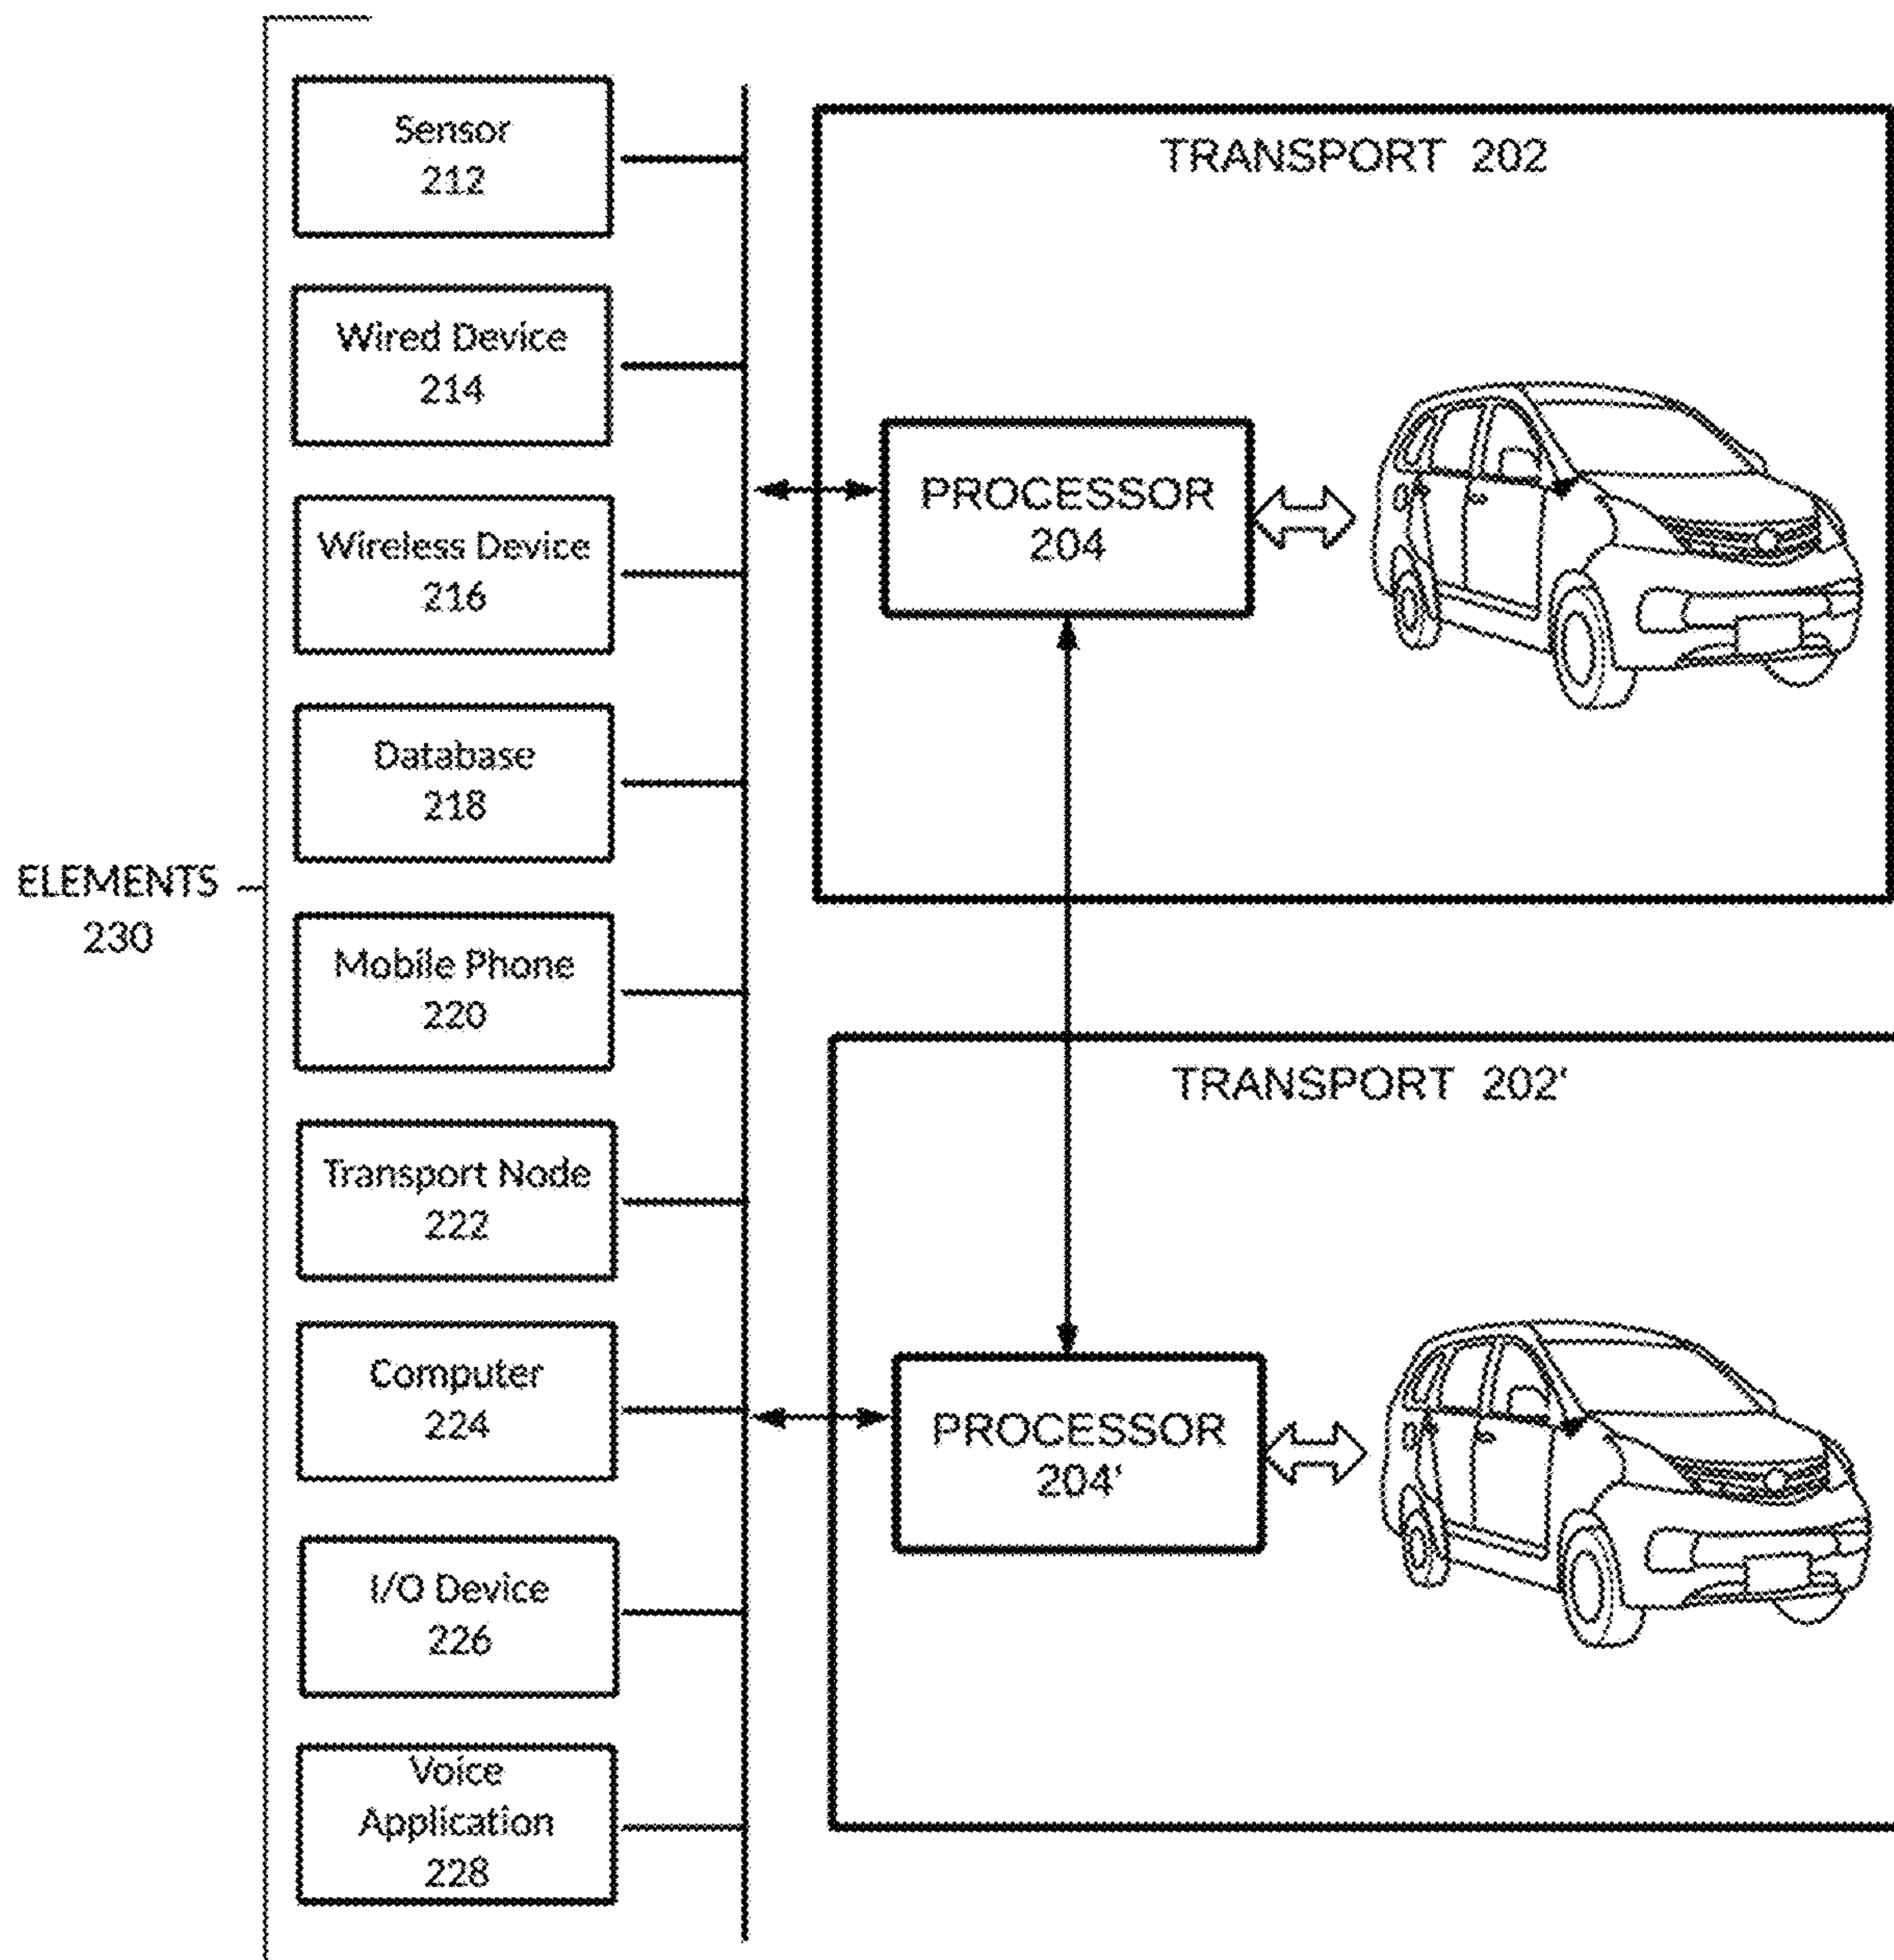 ELEMENTS
230
Sensor
212
Wired Device
214
Wireless Device
216
Database
218
Mobile Phone
220
Transport Node
222
Computer
224
I/O Device
226
Voice
Application
228
TRANSPORT 202
PROCESSOR
204
TRANSPORT 202'
PROCESSOR
204'